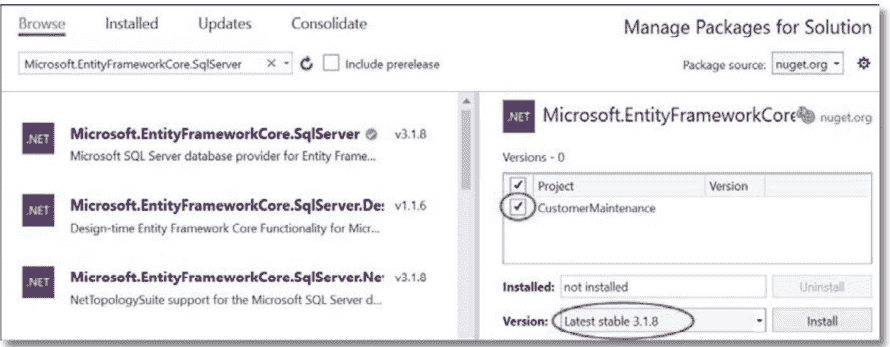 Browse Installed Updates Consolidate
Manage Packages for Solution
Microsoft.EntityFrameworkCore.SqlServer
Include prerelease
Package source: nuget.org
.NET
Microsoft.EntityFrameworkCore.SqlServer v3.1.8
Microsoft SQL Server database provider for Entity Frame...
.NET
Microsoft.EntityFrameworkCore.SqlServer.De: v1.1.6
Design-time Entity Framework Core Functionality for Micr...
.NET
Microsoft.EntityFrameworkCore.SqlServer.Ne v3.1.8
NetTopologySuite support for the Microsoft SQL Server d...
.NET
Microsoft.EntityFrameworkCore nuget.org
Versions - 0
Project Version
CustomerMaintenance
Installed: not installed Uninstall
Version: Latest stable 3.1.8 Install